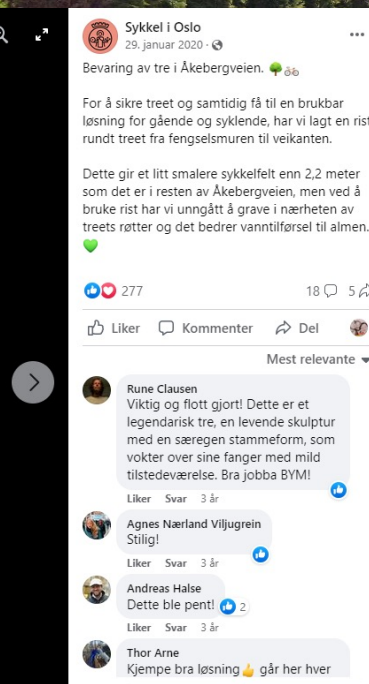 Sykkel i Oslo
29. januar 2020
Bevaring av tre i Åkebergveien.
For å sikre treet og samtidig få til en brukbar
løsning for gående og syklende, har vi lagt en rist
rundt treet fra fengselsmuren til veikanten.
Dette gir et litt smalere sykkelfelt enn 2,2 meter
som det er i resten av Åkebergveien, men ved å
bruke rist har vi unngått å grave i nærheten av
treets røtter og det bedrer vanntilførsel til almen.
277 18 5
Liker Kommenter Del
Mest relevante
Rune Clausen
Viktig og flott gjort! Dette er et
legendarisk tre, en levende skulptur
med en særegen stammeform, som
vokter over sine fanger med mild
tilstedeværelse. Bra jobba BYM!
Liker Svar 3 år
Agnes Nærland Viljugrein
Stilig!
Liker Svar 3 år
Andreas Halse
Dette ble pent! 2
Liker Svar 3 år
Thor Arne
Kjempe bra løsning👍 går her hver